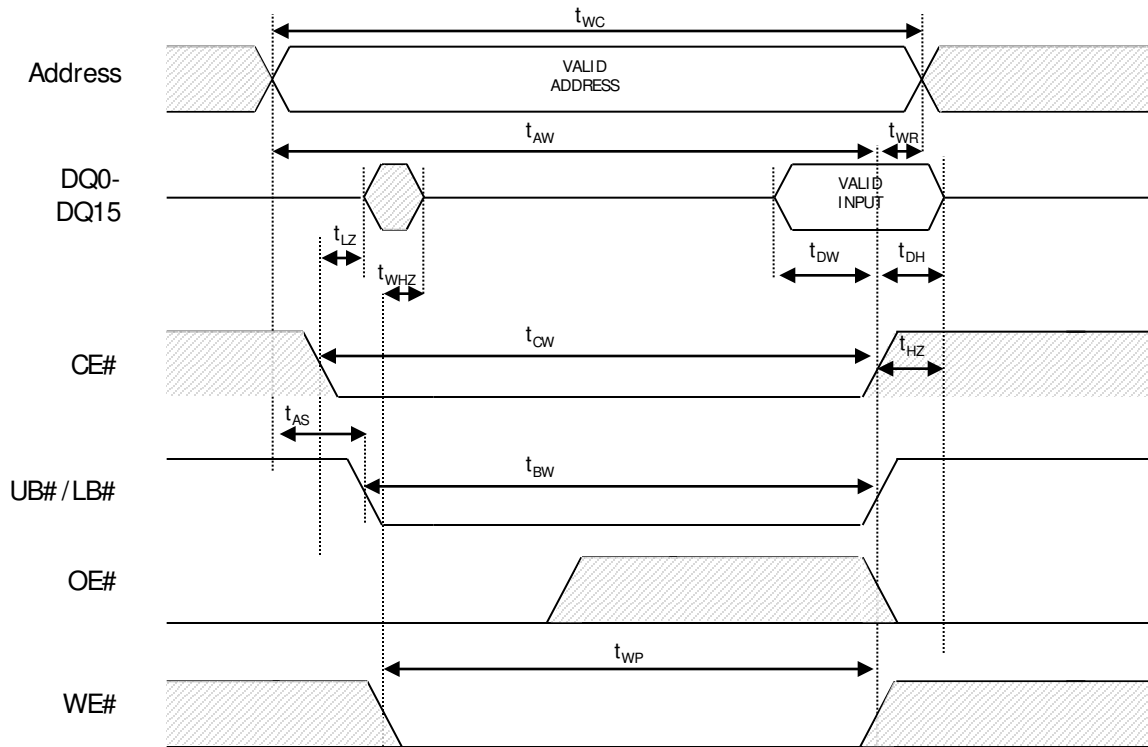 tWC
Address
VALID
ADDRESS
tAW
tWR
DQ0-
DQ15
VALID
INPUT
tLZ
tDW
tDH
tWHZ
tCW
tHZ
CE#
tAS
tBW
UB# / LB#
OE#
tWP
WE#